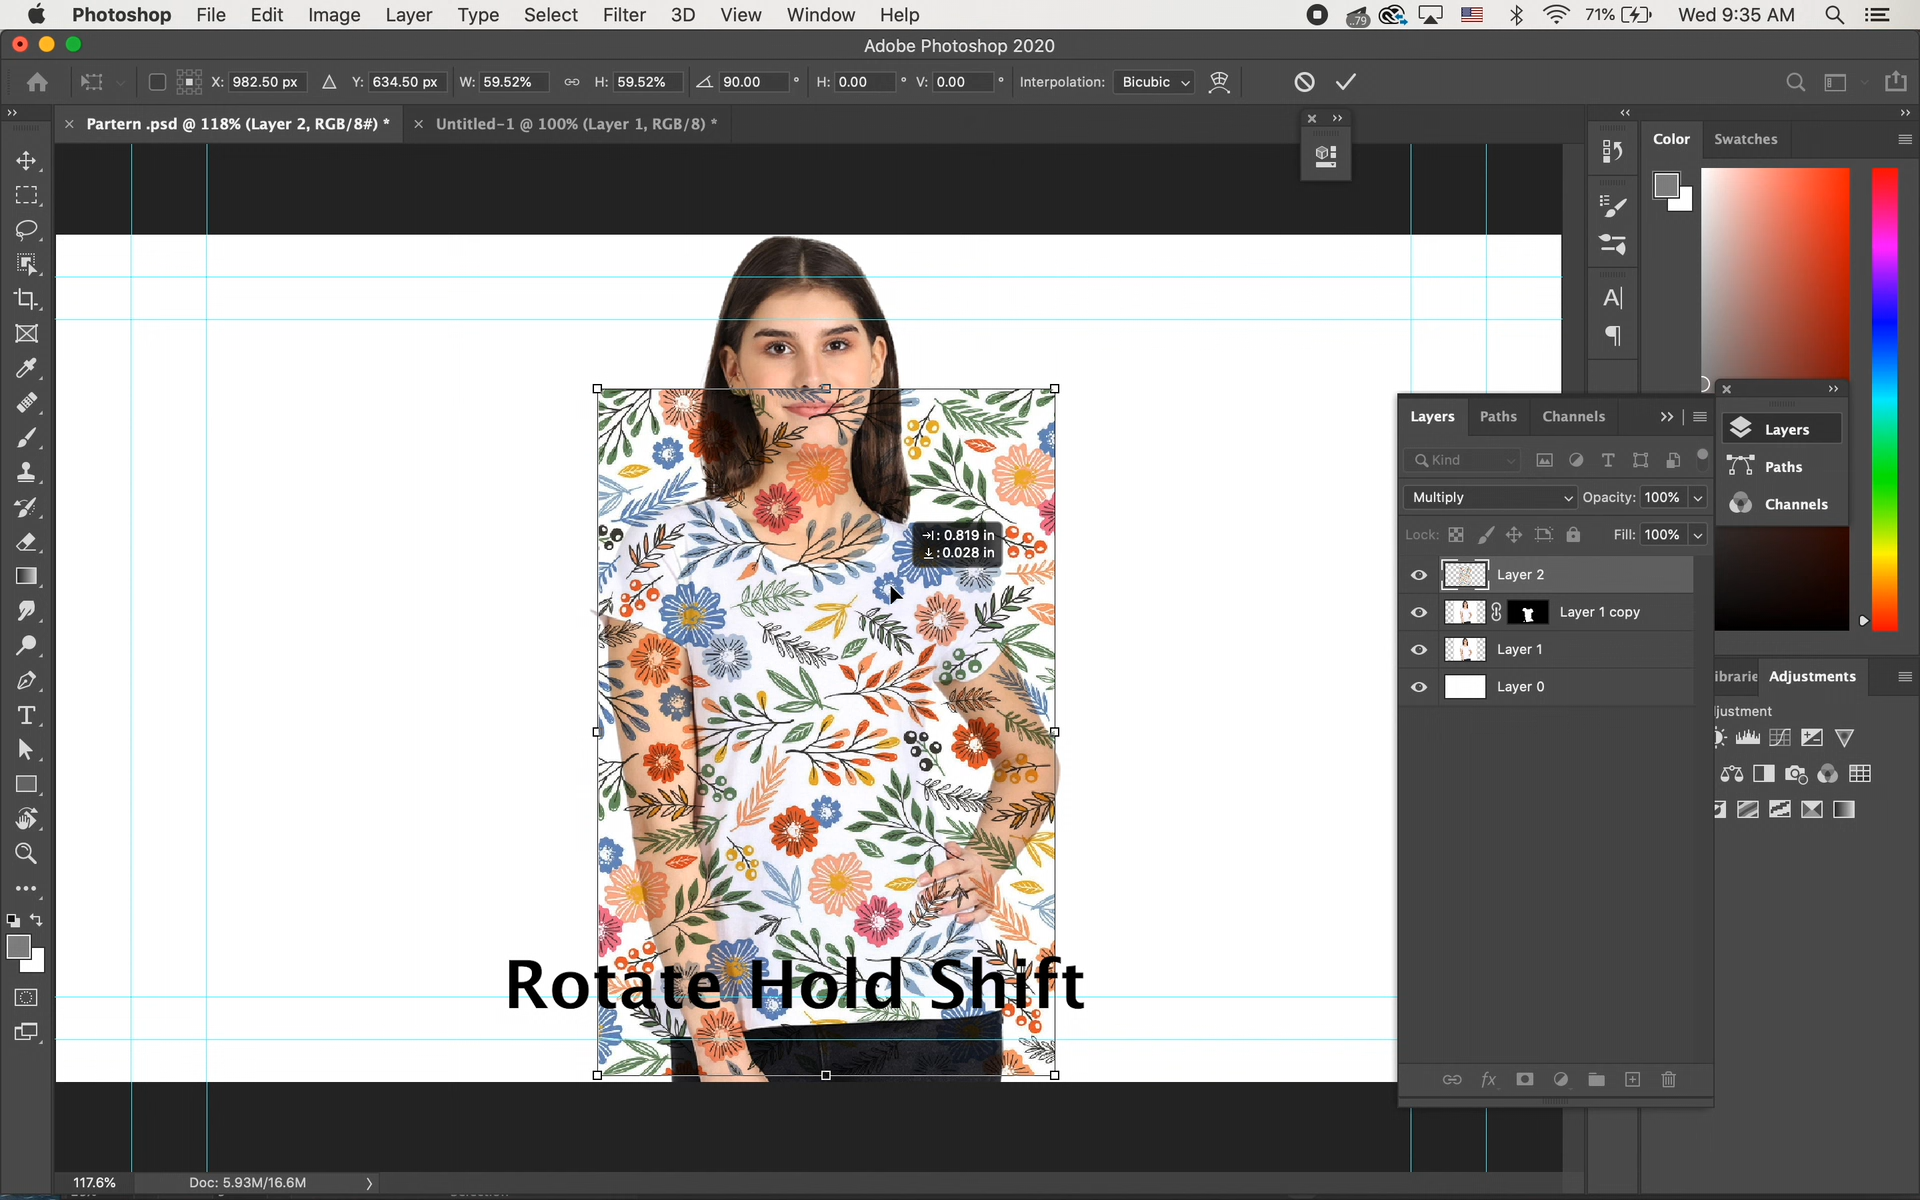 Photoshop File Edit Image Layer Type Select Filter 3D View Window Help .79 71% Wed 9:35 AM
Adobe Photoshop 2020
X: 982.50 px Y: 634.50 px W: 59.52% H: 59.52% 90.00 ° H: 0.00 ° V: 0.00 ° Interpolation: Bicubic
× Partern .psd @ 118% (Layer 2, RGB/8#) * × Untitled-1 @ 100% (Layer 1, RGB/8) *
Color Swatches
Layers Paths Channels
Layers
Kind
Paths
Multiply Opacity: 100%
Channels
Lock: Fill: 100%
: 0.819 in
: 0.028 in
Layer 2
Layer 1 copy
Layer 1
Layer 0
ibrarie Adjustments
justment
Rotate Hold Shift
fx
117.6% Doc: 5.93M/16.6M